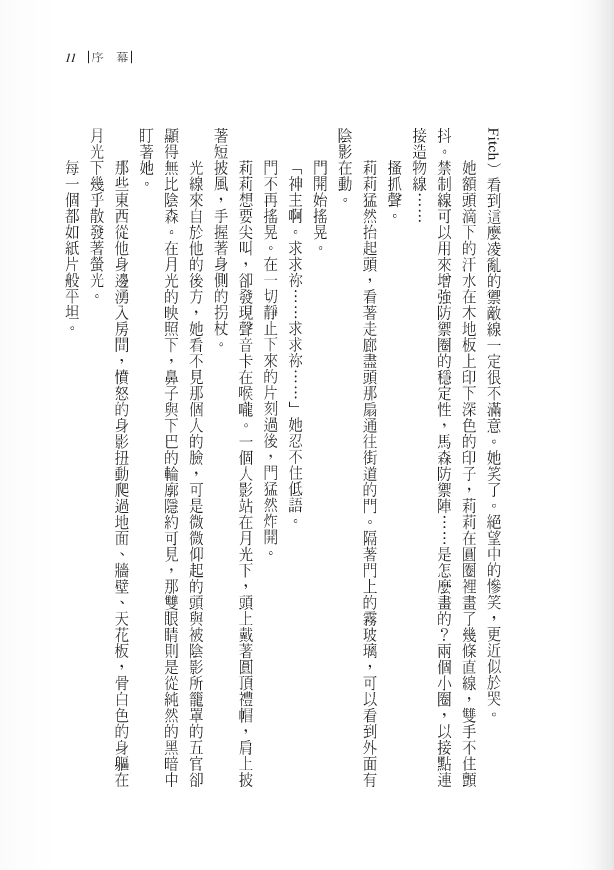 11 序幕
Fitch）看到這麼凌亂的禦敵線一定很不滿意。她笑了。絕望中的慘笑，更近似於哭。
她額頭滴下的汗水在木地板上印下深色的印子，莉莉在圓圈裡畫了幾條直線，雙手不住顫
抖。禁制線可以用來增強防禦圈的穩定性，馬森防禦陣……是怎麼畫的？兩個小圈，以接點連
接造物線……
搔抓聲。
莉莉猛然抬起頭，看著走廊盡頭那扇通往街道的門。隔著門上的霧玻璃，可以看到外面有
陰影在動。
門開始搖晃。
「神主啊。求求祢……求求祢……」她忍不住低語。
門不再搖晃。在一切靜止下來的片刻過後，門猛然炸開。
莉莉想要尖叫，卻發現聲音卡在喉嚨。一個人影站在月光下，頭上戴著圓頂禮帽，肩上披
著短披風，手握著身側的拐杖。
光線來自於他的後方，她看不見那個人的臉，可是微微仰起的頭與被陰影所籠罩的五官卻
顯得無比陰森。在月光的映照下，鼻子與下巴的輪廓隱約可見，那雙眼睛則是從純然的黑暗中
盯著她。
那些東西從他身邊湧入房間，憤怒的身影扭動爬過地面、牆壁、天花板，骨白色的身軀在
月光下幾乎散發著螢光。
每一個都如紙片般平坦。